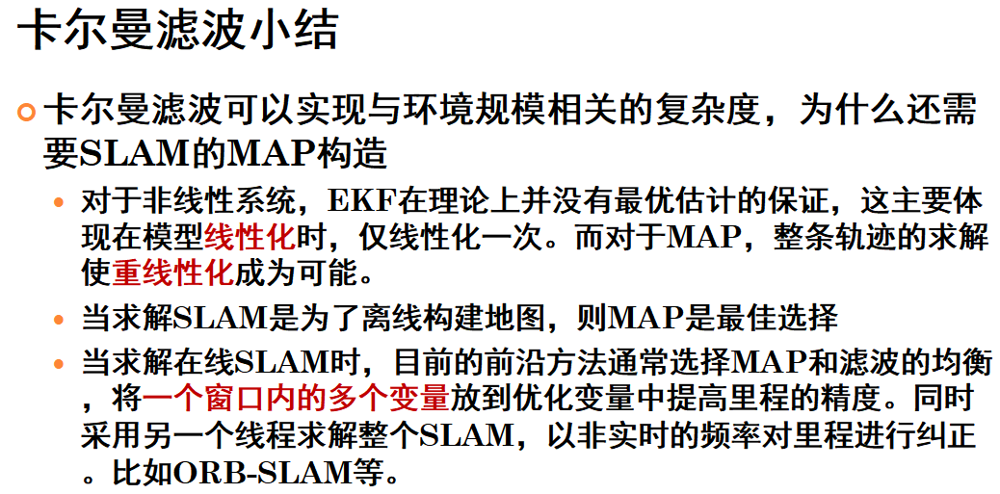 卡尔曼滤波小结
卡尔曼滤波可以实现与环境规模相关的复杂度，为什么还需
要SLAM的MAP构造
对于非线性系统，EKF在理论上并没有最优估计的保证，这主要体
现在模型线性化时，仅线性化一次。而对于MAP，整条轨迹的求解
使重线性化成为可能。
当求解SLAM是为了离线构建地图，则MAP是最佳选择
当求解在线SLAM时，目前的前沿方法通常选择MAP和滤波的均衡
，将一个窗口内的多个变量放到优化变量中提高里程的精度。同时
采用另一个线程求解整个SLAM，以非实时的频率对里程进行纠正
。比如ORB-SLAM等。